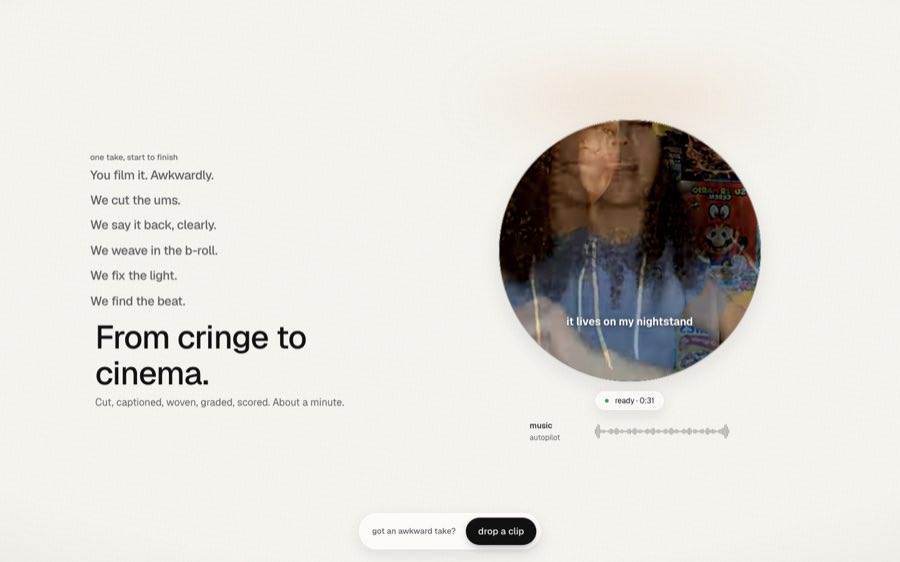 one take, start to finish
You film it. Awkwardly.
We cut the ums.
We say it back, clearly.
We weave in the b-roll.
We fix the light.
We find the beat.
From cringe to
cinema.
Cut, captioned, woven, graded, scored. About a minute.
it lives on my nightstand
ready · 0:31
music
autopilot
got an awkward take?
drop a clip